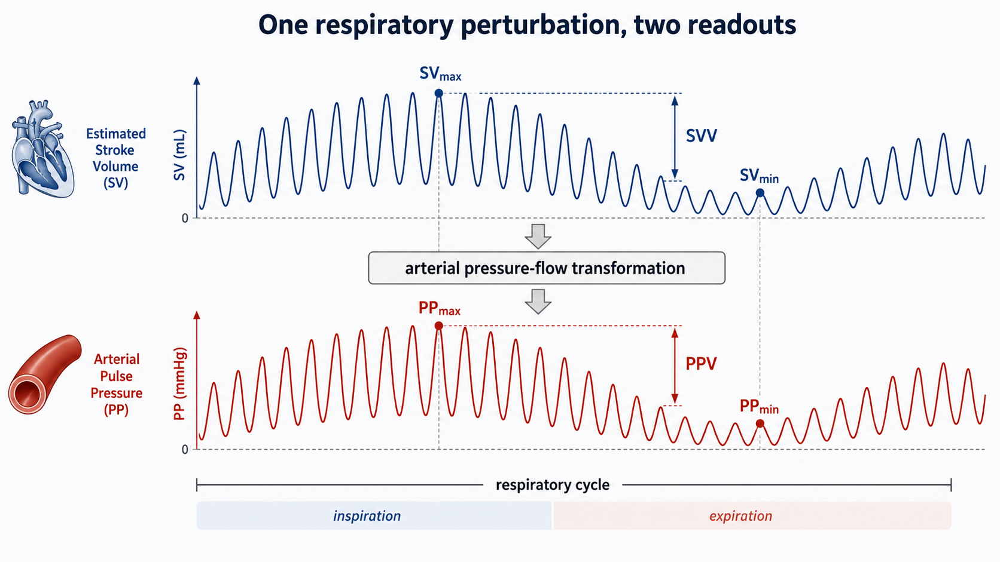 One respiratory perturbation, two readouts
SVmax
Estimated
Stroke
Volume
(SV)
SV (mL)
SVV
SVmin
0
arterial pressure-flow transformation
PPmax
Arterial
Pulse
Pressure
(PP)
PP (mmHg)
PPV
PPmin
0
respiratory cycle
inspiration
expiration